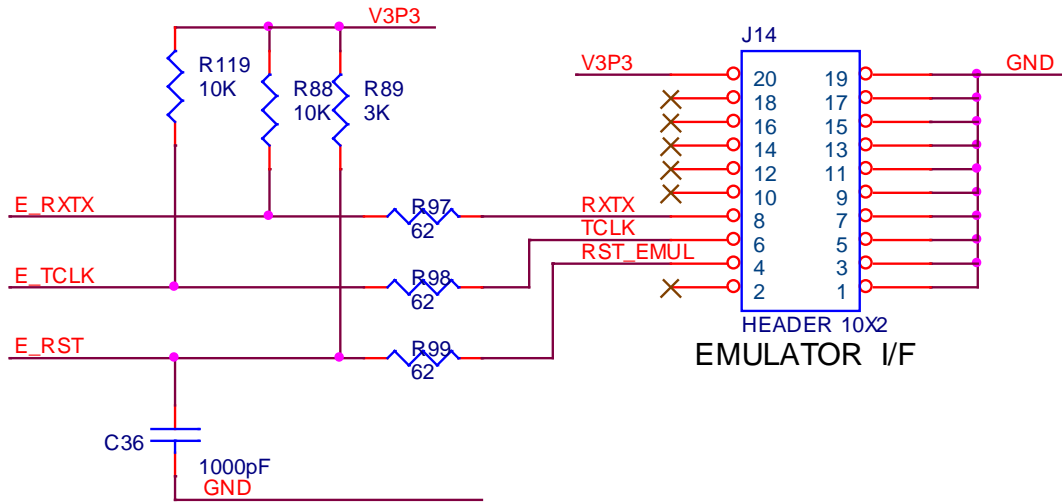 V3P3
J14
R119
10K
R88
10K
R89
3K
V3P3
GND
20 19
18 17
16 15
14 13
12 11
10 9
E_RXTX
R97
62
RXTX
8 7
TCLK
6 5
RST_EMUL
4 3
E_TCLK
R98
62
2 1
HEADER 10X2
EMULATOR I/F
E_RST
R99
62
C36
1000pF
GND